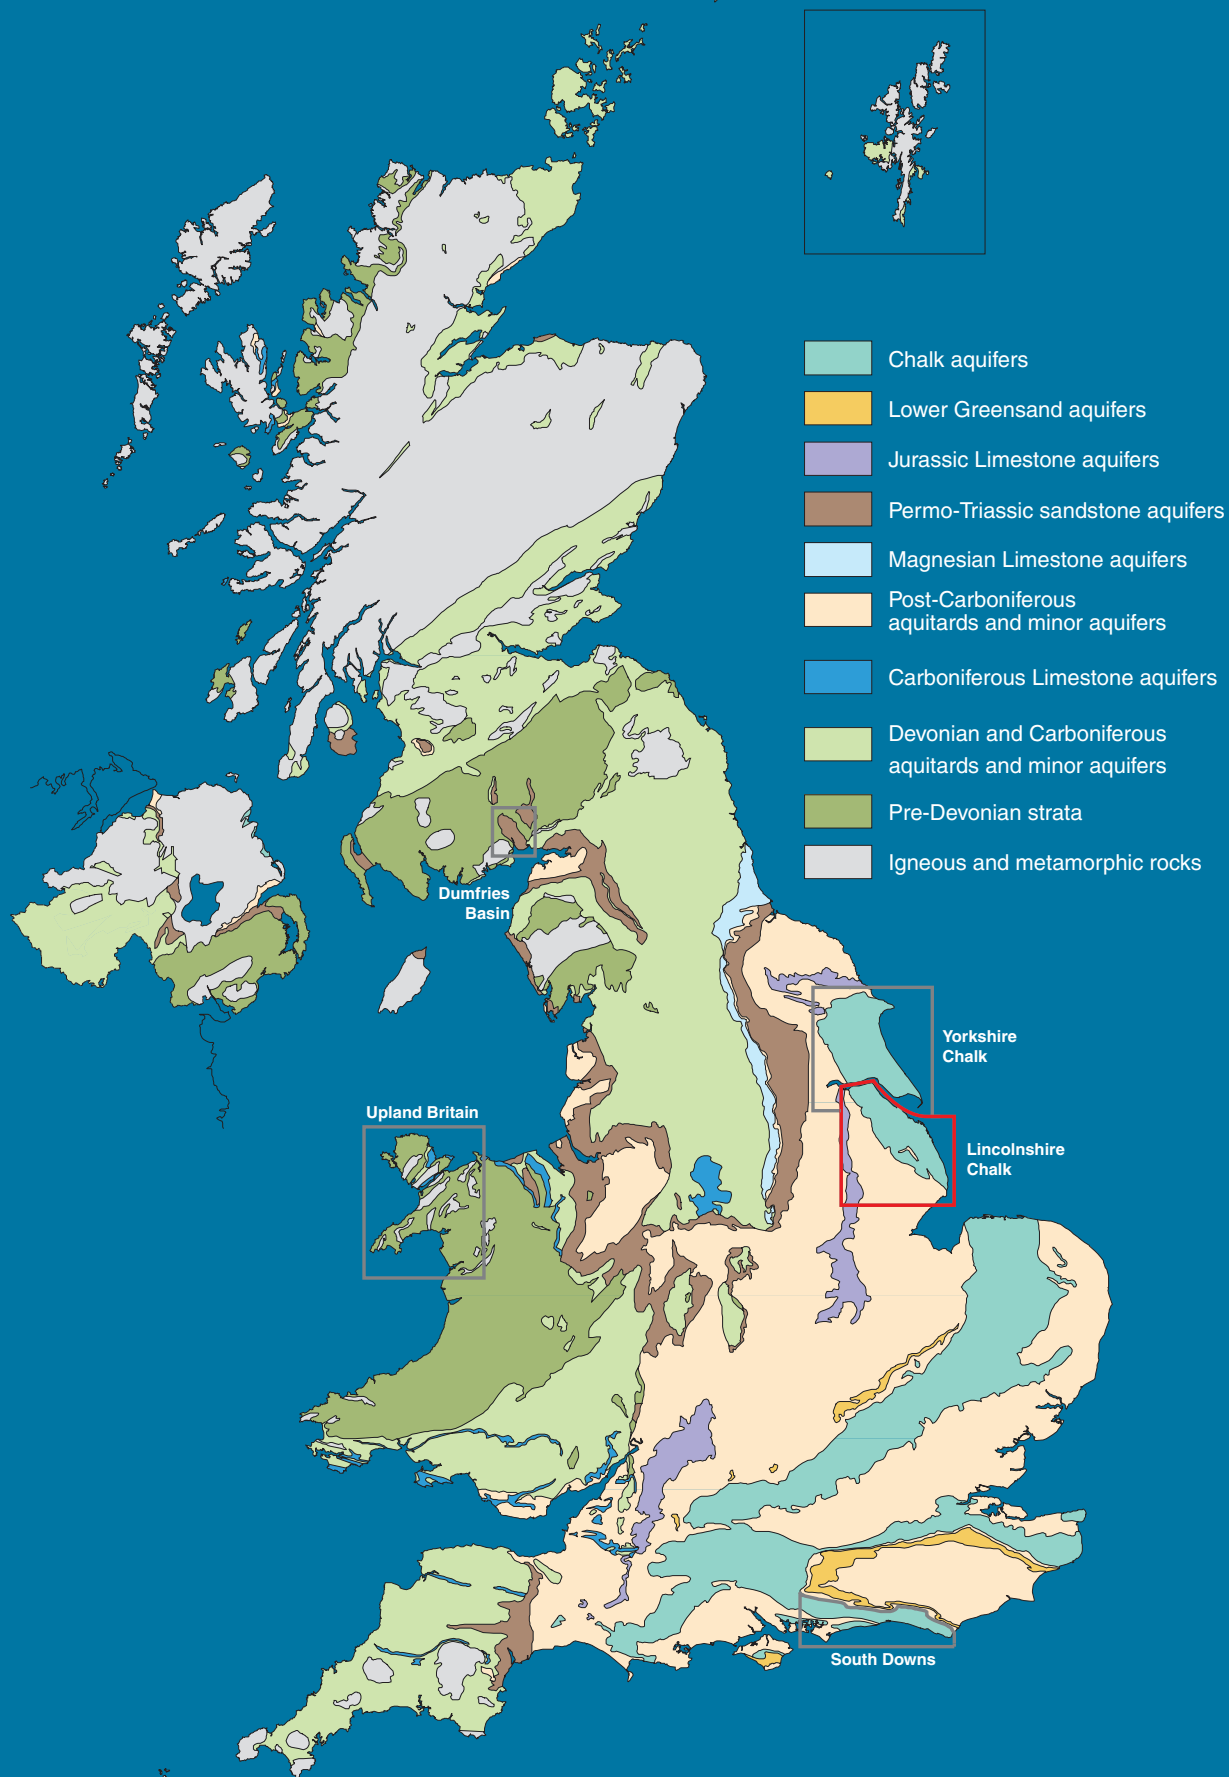 Chalk aquifers
Lower Greensand aquifers
Jurassic Limestone aquifers
Permo-Triassic sandstone aquifers
Magnesian Limestone aquifers
Post-Carboniferous
aquitards and minor aquifers
Carboniferous Limestone aquifers
Devonian and Carboniferous
aquitards and minor aquifers
Pre-Devonian strata
Igneous and metamorphic rocks
Dumfries
Basin
Yorkshire
Chalk
Upland Britain
Lincolnshire
Chalk
South Downs